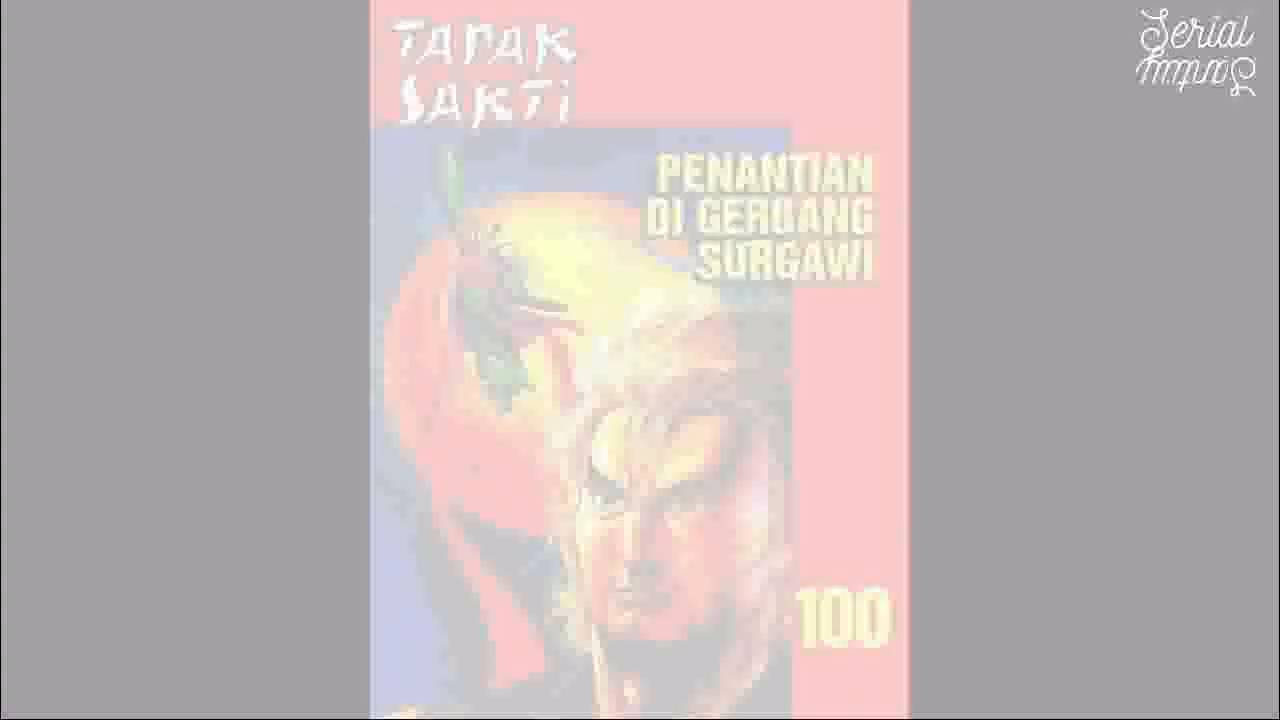 TAPAK
SAKTI
PENANTIAN
DI GERBANG
SURGAWI
100
Serial